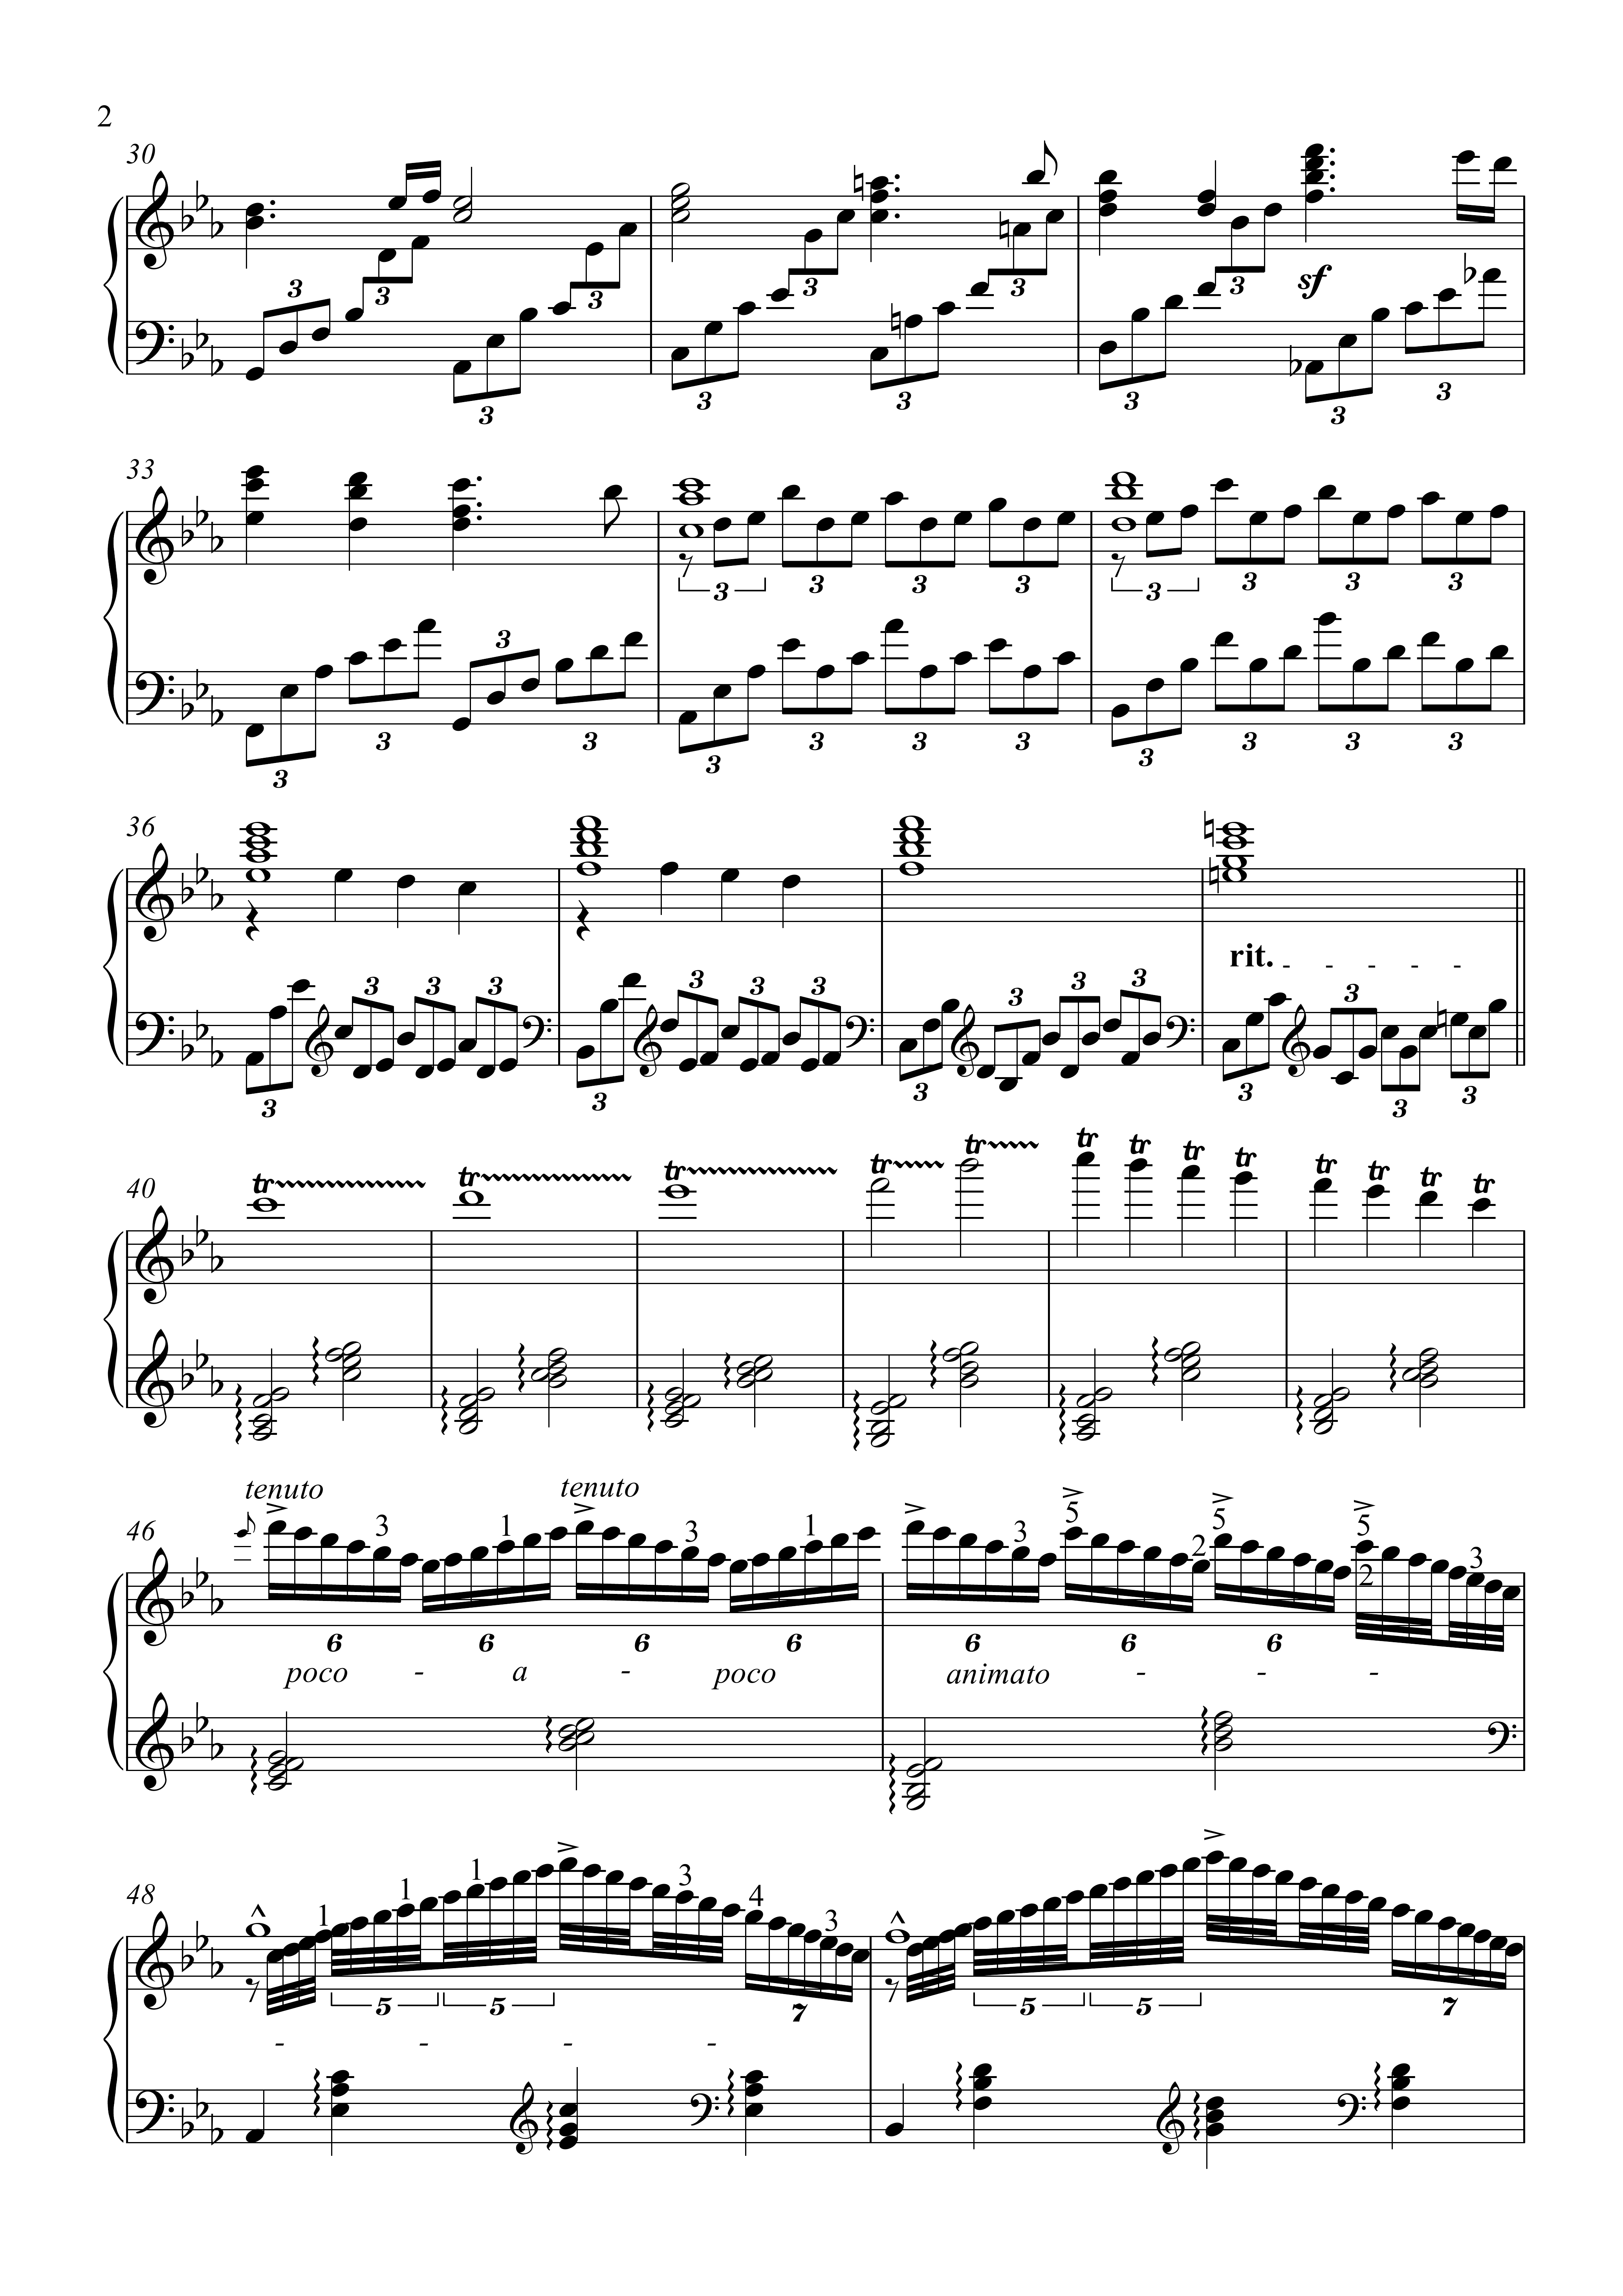 2
30
3 3 3 3 3 3
3 3 3 3 3
sf
33
3 3 3 3 3 3 3 3
3 3 3 3 3 3 3 3 3 3
36
rit. - - - - -
3 3 3 3 3 3 3 3
3 3 3 3 3 3
40
tr tr tr tr tr tr tr tr tr tr tr tr tr
tenuto tenuto
46
3 1 3 1 3 5 2 5 5 2 3
6 6 6 6 6 6 6
poco - a - poco animato - - -
48
1 1 1 3 4 3
5 5 7 5 5 7
- - - -